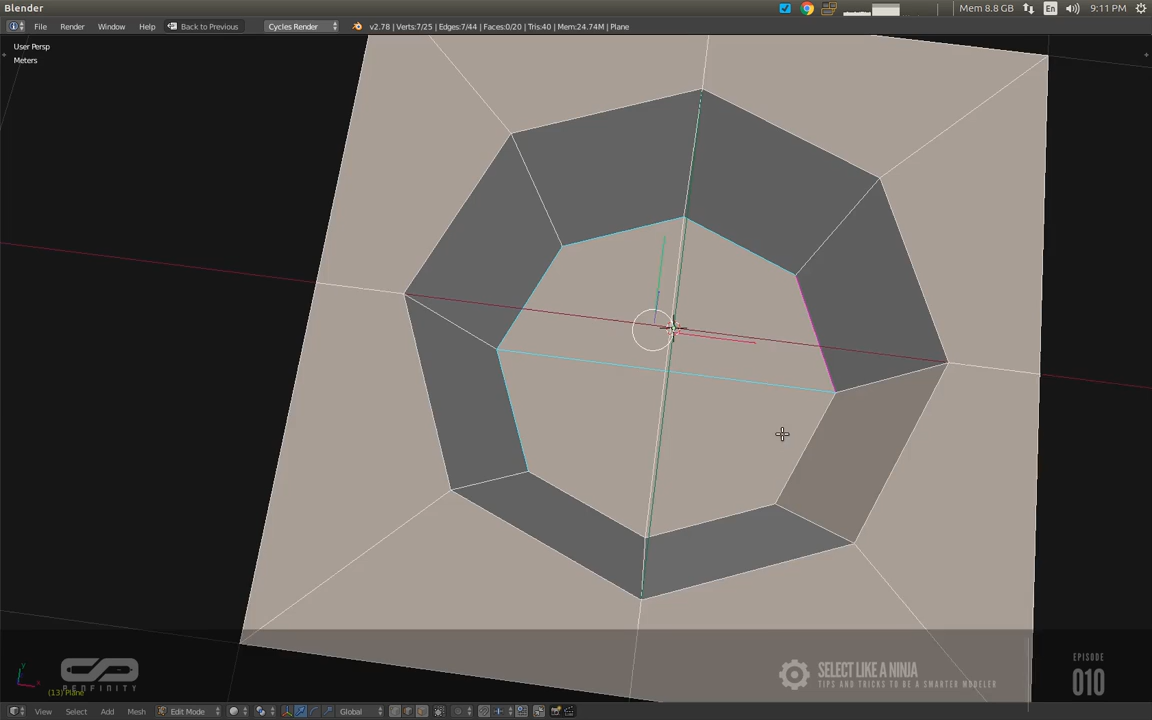 Blender
Mem 8.8 GB
En
9:11 PM
File Render Window Help Back to Previous Cycles Render v2.78 | Verts:7/25 | Edges:7/44 | Faces:0/20 | Tris:40 | Mem:24.74M | Plane
User Persp
Meters
SELECT LIKE A NINJA
TIPS AND TRICKS TO BE A SMARTER MODELER
EPISODE
010
(13) Plane
View Select Add Mesh Edit Mode Global